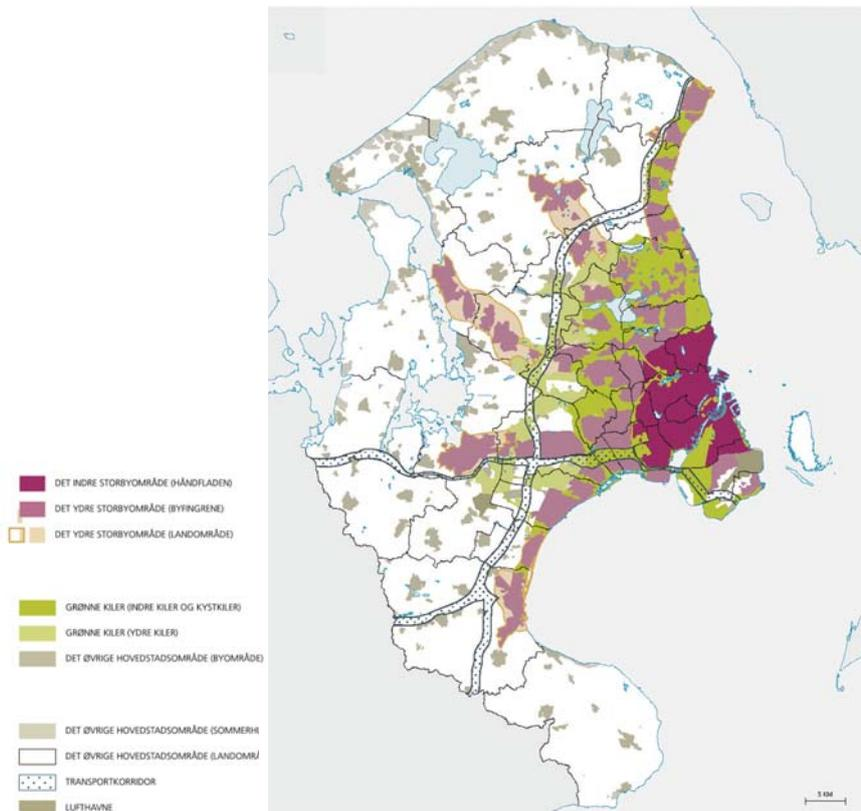 DET INDRE STORBYOMRÅDE (HÅNDFLADEN)
DET YDRE STORBYOMRÅDE (BYFINGRENE)
DET YDRE STORBYOMRÅDE (LANDOMRÅDE)
GRØNNE KILER (INDRE KILER OG KYSTKILER)
GRØNNE KILER (YDRE KILER)
DET ØVRIGE HOVEDSTADSOMRÅDE (BYOMRÅDE)
DET ØVRIGE HOVEDSTADSOMRÅDE (SOMMERH
DET ØVRIGE HOVEDSTADSOMRÅDE (LANDOMR
TRANSPORTKORRIDOR
LUFTHAVNE
5 KM